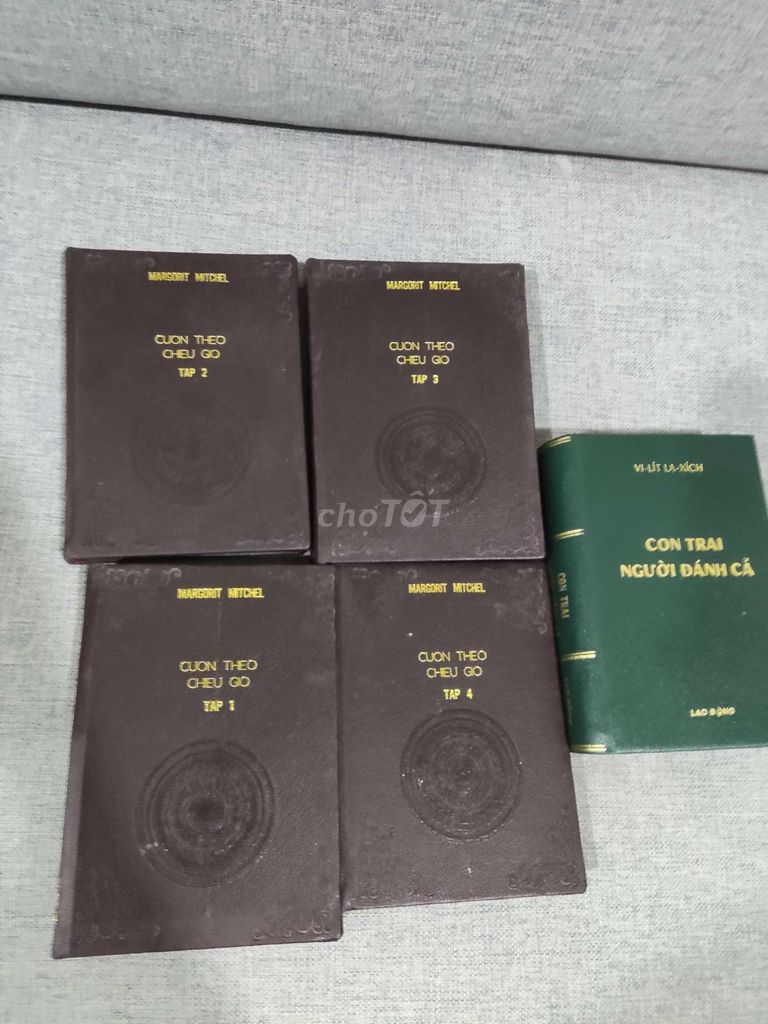 MARGORIT MITCHEL
CUON THEO
CHIEU GIO
TAP 2
MARGORIT MITCHEL
CUON THEO
CHIEU GIO
TAP 3
chợTỐT
MARGORIT MITCHEL
CUON THEO
CHIEU GIO
TAP 1
MARGORIT MITCHEL
CUON THEO
CHIEU GIO
TAP 4
VI-LÍT LA-XÍCH
CON TRAI
NGƯỜI ĐÁNH CÃ
LAO ĐỘNG
CON TRAI